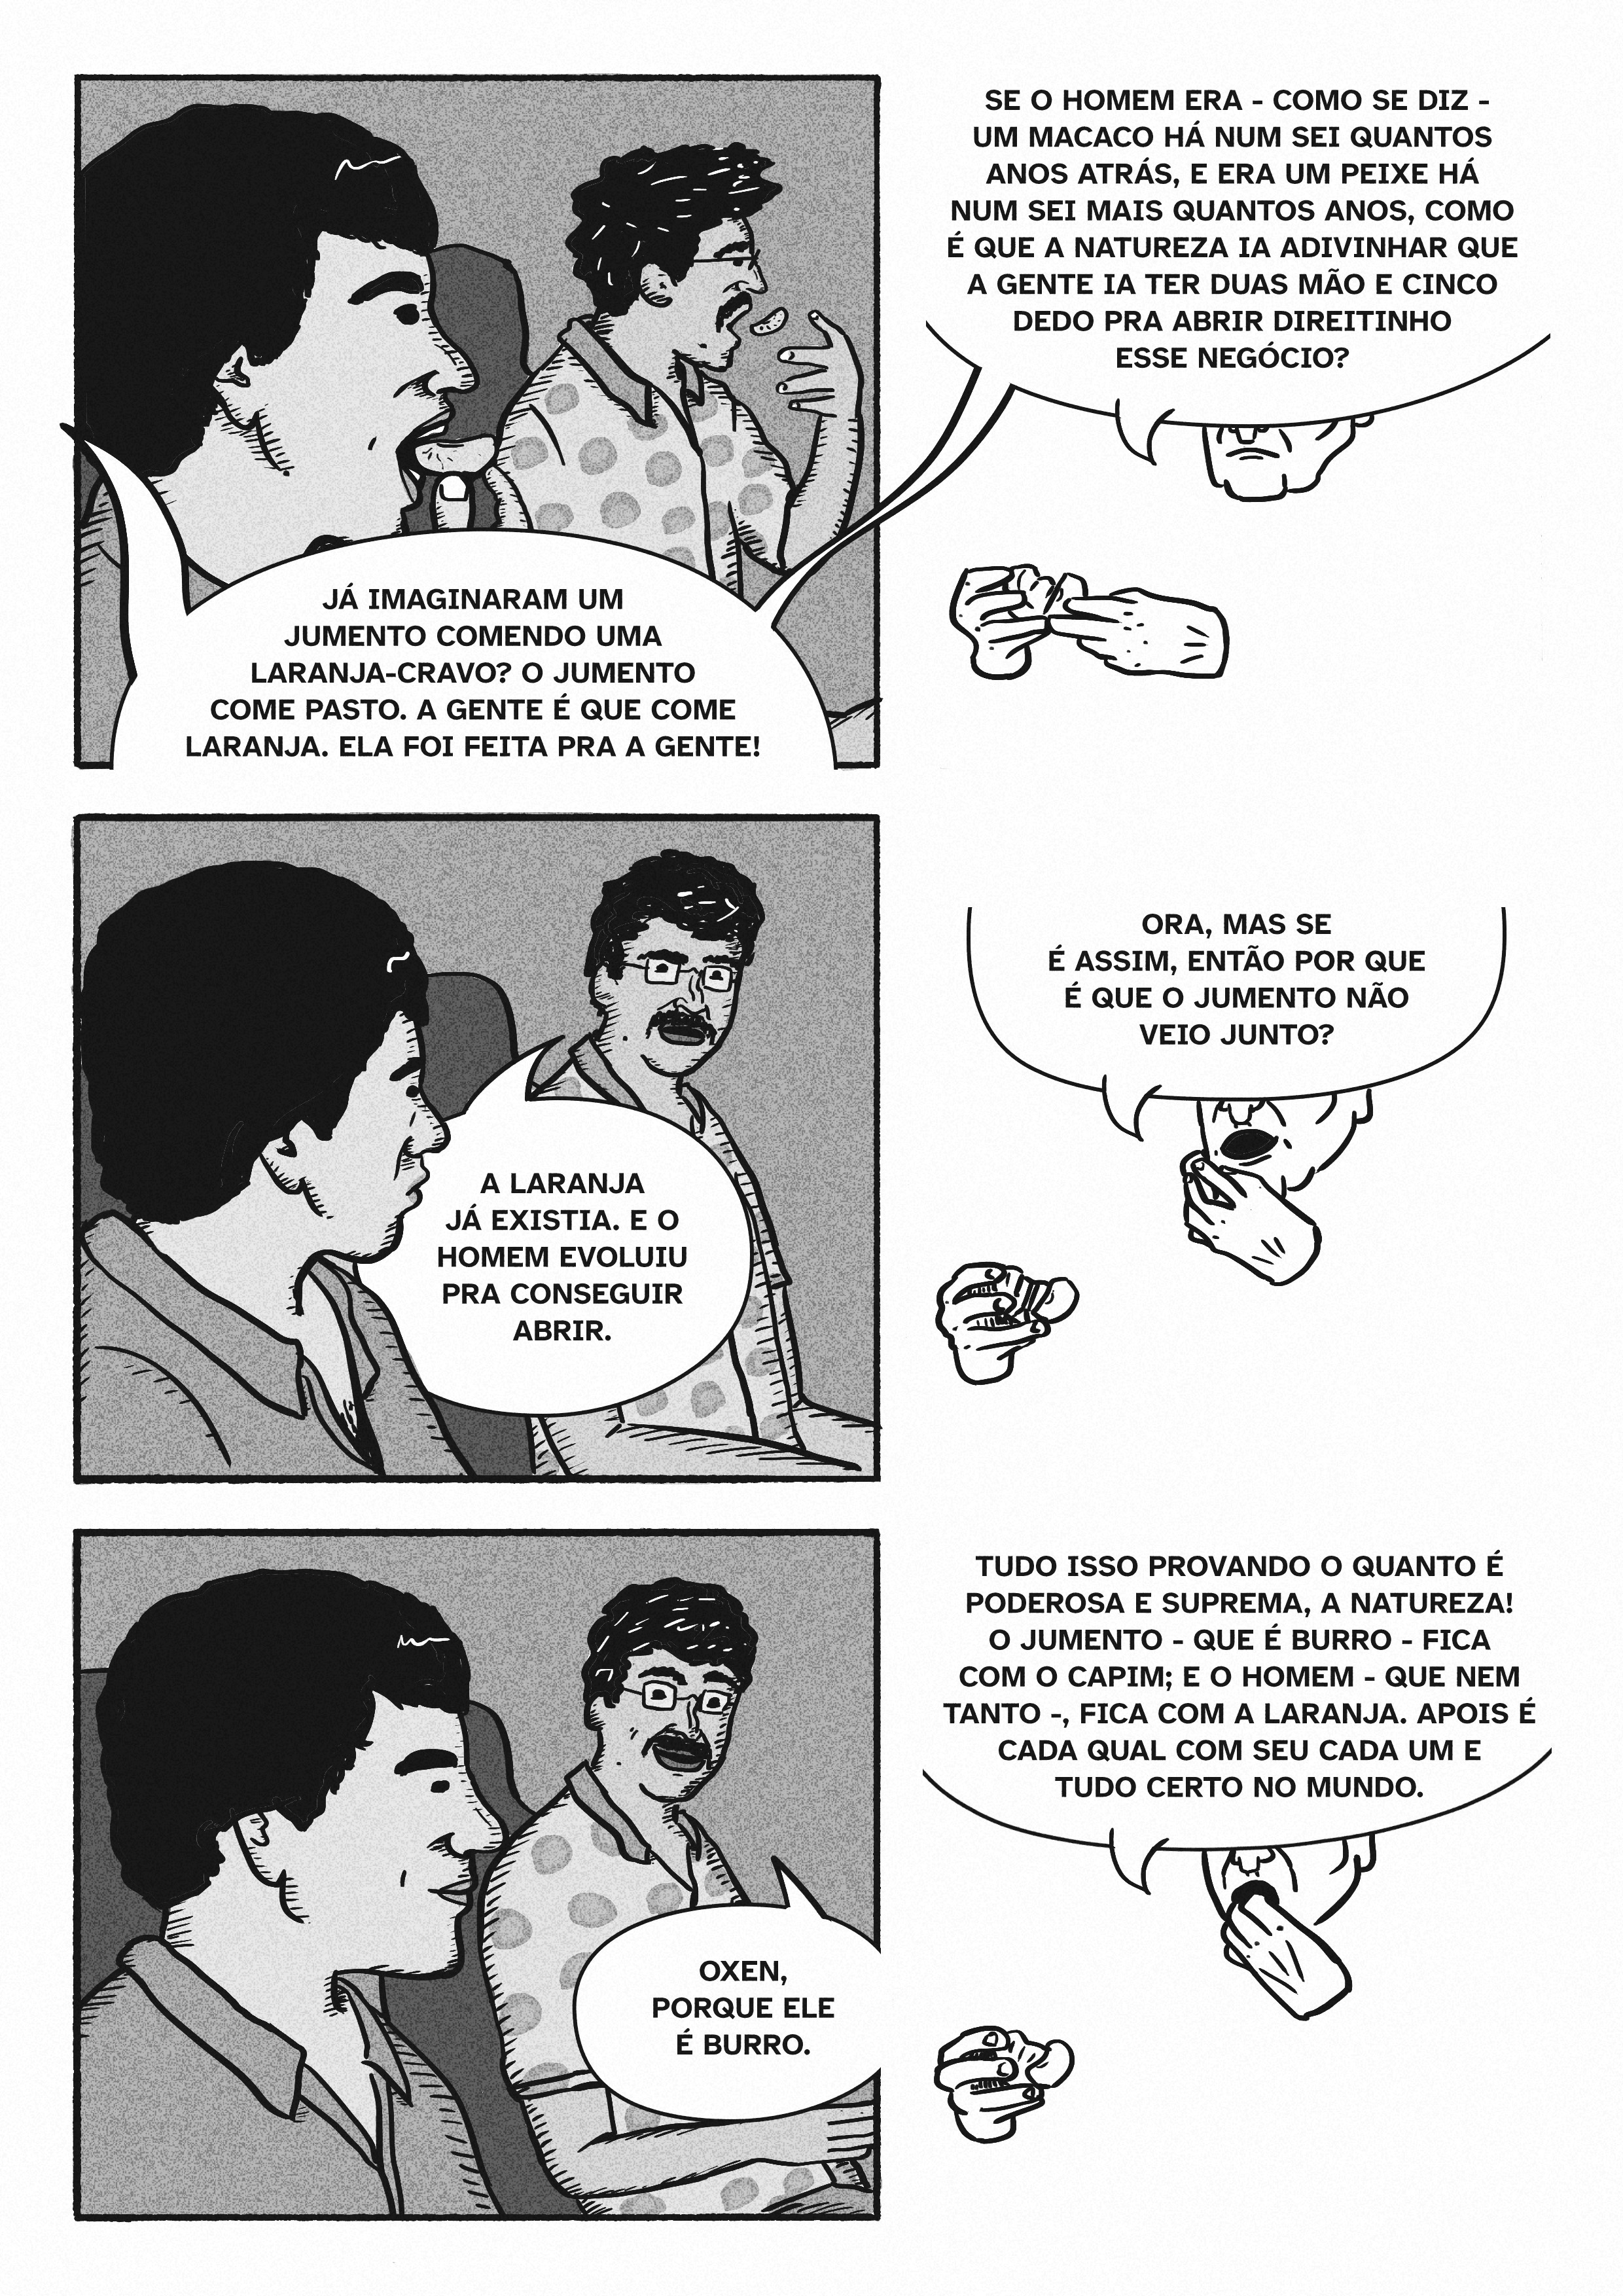 JÁ IMAGINARAM UM
JUMENTO COMENDO UMA
LARANJA-CRAVO? O JUMENTO
COME PASTO. A GENTE É QUE COME
LARANJA. ELA FOI FEITA PRA A GENTE!
SE O HOMEM ERA - COMO SE DIZ -
UM MACACO HÁ NUM SEI QUANTOS
ANOS ATRÁS, E ERA UM PEIXE HÁ
NUM SEI MAIS QUANTOS ANOS, COMO
É QUE A NATUREZA IA ADIVINHAR QUE
A GENTE IA TER DUAS MÃO E CINCO
DEDO PRA ABRIR DIREITINHO
ESSE NEGÓCIO?
A LARANJA
JÁ EXISTIA. E O
HOMEM EVOLUIU
PRA CONSEGUIR
ABRIR.
ORA, MAS SE
É ASSIM, ENTÃO POR QUE
É QUE O JUMENTO NÃO
VEIO JUNTO?
OXEN,
PORQUE ELE
É BURRO.
TUDO ISSO PROVANDO O QUANTO É
PODEROSA E SUPREMA, A NATUREZA!
O JUMENTO - QUE É BURRO - FICA
COM O CAPIM; E O HOMEM - QUE NEM
TANTO -, FICA COM A LARANJA. APOIS É
CADA QUAL COM SEU CADA UM E
TUDO CERTO NO MUNDO.